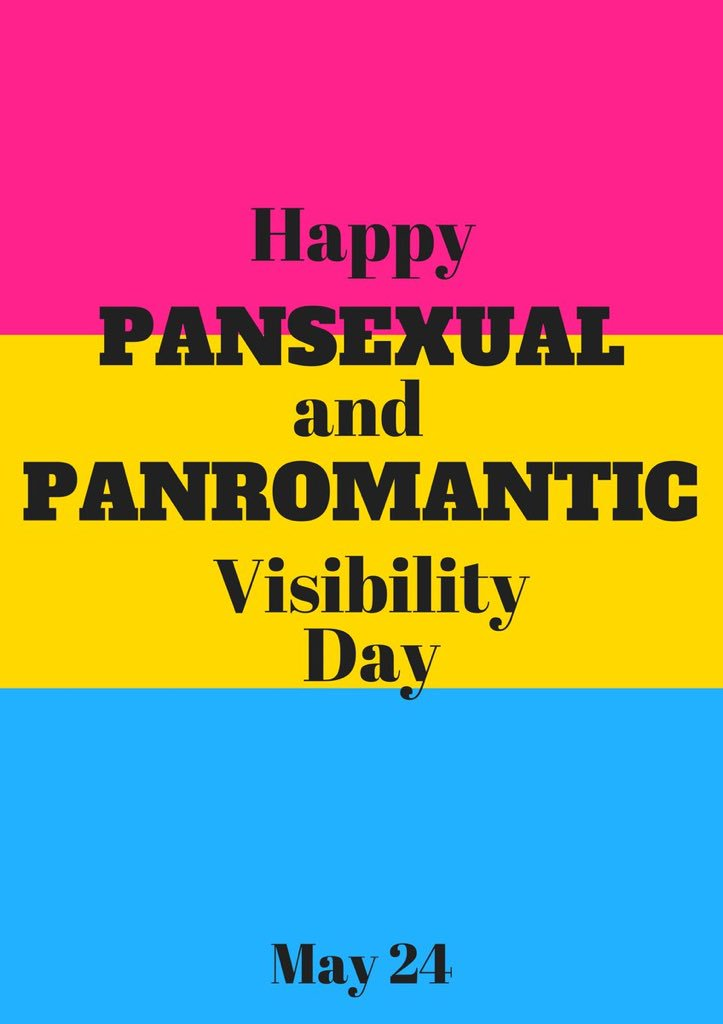 Happy
PANSEXUAL
and
PANROMANTIC
Visibility
Day
May 24